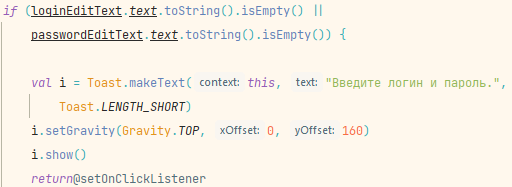 if (loginEditText.text.toString().isEmpty() ||
passwordEditText.text.toString().isEmpty()) {
val i = Toast.makeText( context: this, text: "Введите логин и пароль.",
Toast.LENGTH_SHORT)
i.setGravity(Gravity.TOP, xOffset: 0, yOffset: 160)
i.show()
return@setOnClickListener